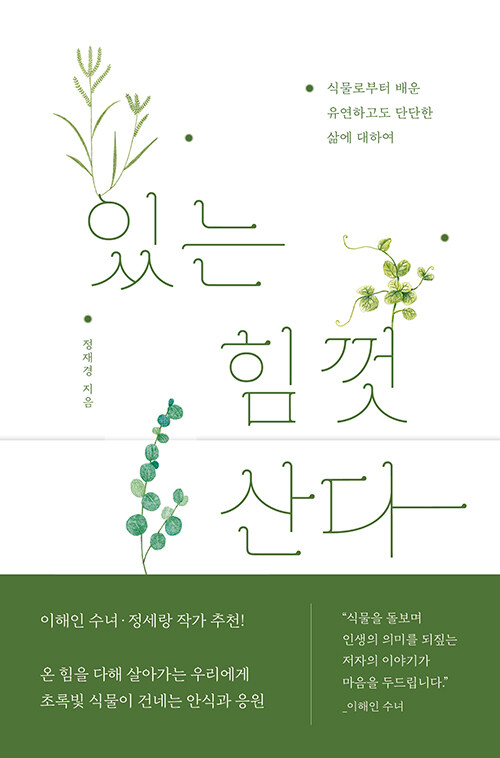 식물로부터 배운
유연하고도 단단한
삶에 대하여
있는
힘껏
산다
정재경 지음
이해인 수녀·정세랑 작가 추천!
온 힘을 다해 살아가는 우리에게
초록빛 식물이 건네는 안식과 응원
“식물을 돌보며
인생의 의미를 되짚는
저자의 이야기가
마음을 두드립니다.”
_이해인 수녀